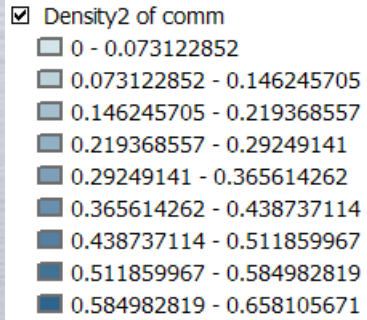 Density2 of comm
0 - 0.073122852
0.073122852 - 0.146245705
0.146245705 - 0.219368557
0.219368557 - 0.29249141
0.29249141 - 0.365614262
0.365614262 - 0.438737114
0.438737114 - 0.511859967
0.511859967 - 0.584982819
0.584982819 - 0.658105671